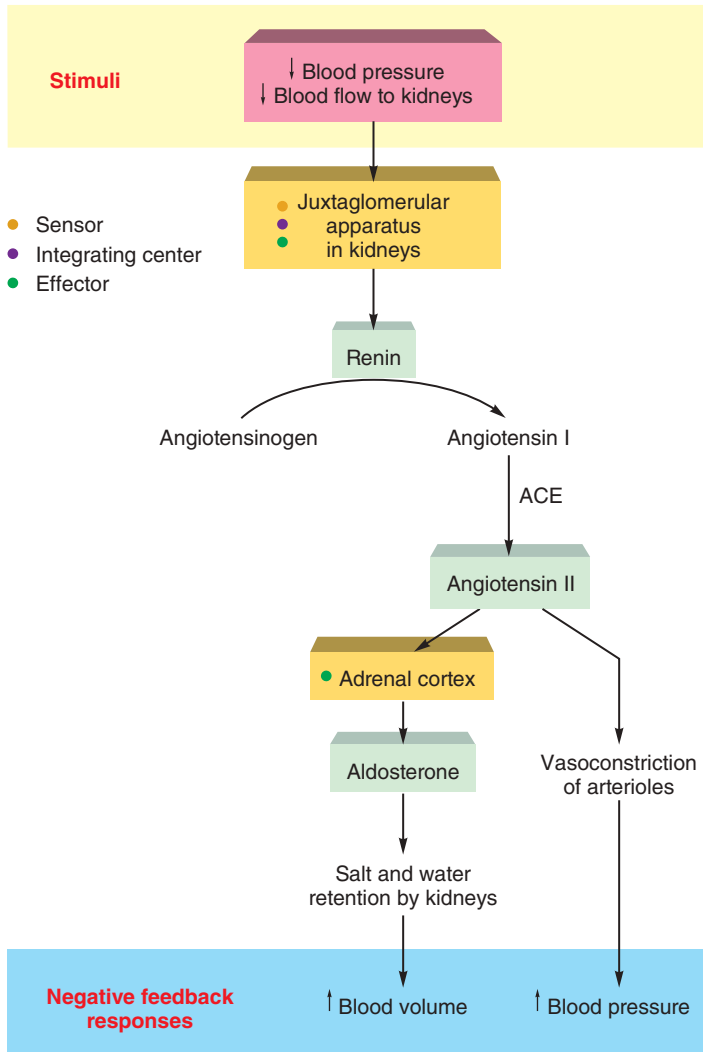 Stimuli
↓ Blood pressure
↓ Blood flow to kidneys
Juxtaglomerular
apparatus
in kidneys
Sensor
Integrating center
Effector
Renin
Angiotensinogen
Angiotensin I
ACE
Angiotensin II
Adrenal cortex
Aldosterone
Vasoconstriction
of arterioles
Salt and water
retention by kidneys
Negative feedback
responses
↑ Blood volume
↑ Blood pressure